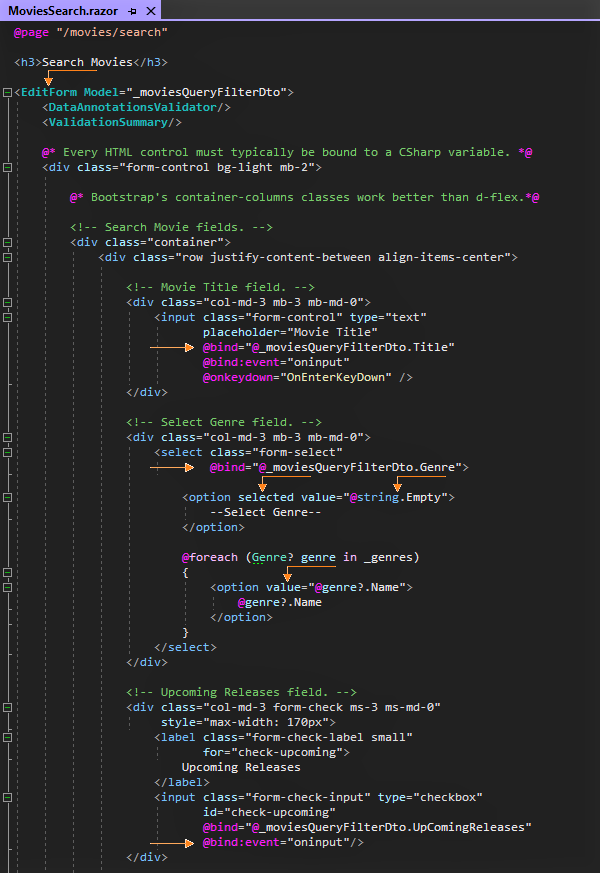 MoviesSearch.razor
@page "/movies/search"
<h3>Search Movies</h3>
<EditForm Model="_moviesQueryFilterDto">
<DataAnnotationsValidator/>
<ValidationSummary/>
@* Every HTML control must typically be bound to a CSharp variable. *@
<div class="form-control bg-light mb-2">
@* Bootstrap's container-columns classes work better than d-flex.*@
<!-- Search Movie fields. -->
<div class="container">
<div class="row justify-content-between align-items-center">
<!-- Movie Title field. -->
<div class="col-md-3 mb-3 mb-md-0">
<input class="form-control" type="text"
placeholder="Movie Title"
@bind="@_moviesQueryFilterDto.Title"
@bind:event="oninput"
@onkeydown="OnEnterKeyDown" />
</div>
<!-- Select Genre field. -->
<div class="col-md-3 mb-3 mb-md-0">
<select class="form-select"
@bind="@_moviesQueryFilterDto.Genre">
<option selected value="@string.Empty">
--Select Genre--
</option>
@foreach (Genre? genre in _genres)
{
<option value="@genre?.Name">
@genre?.Name
</option>
}
</select>
</div>
<!-- Upcoming Releases field. -->
<div class="col-md-3 form-check ms-3 ms-md-0"
style="max-width: 170px">
<label class="form-check-label small"
for="check-upcoming">
Upcoming Releases
</label>
<input class="form-check-input" type="checkbox"
id="check-upcoming"
@bind="@_moviesQueryFilterDto.UpComingReleases"
@bind:event="oninput"/>
</div>